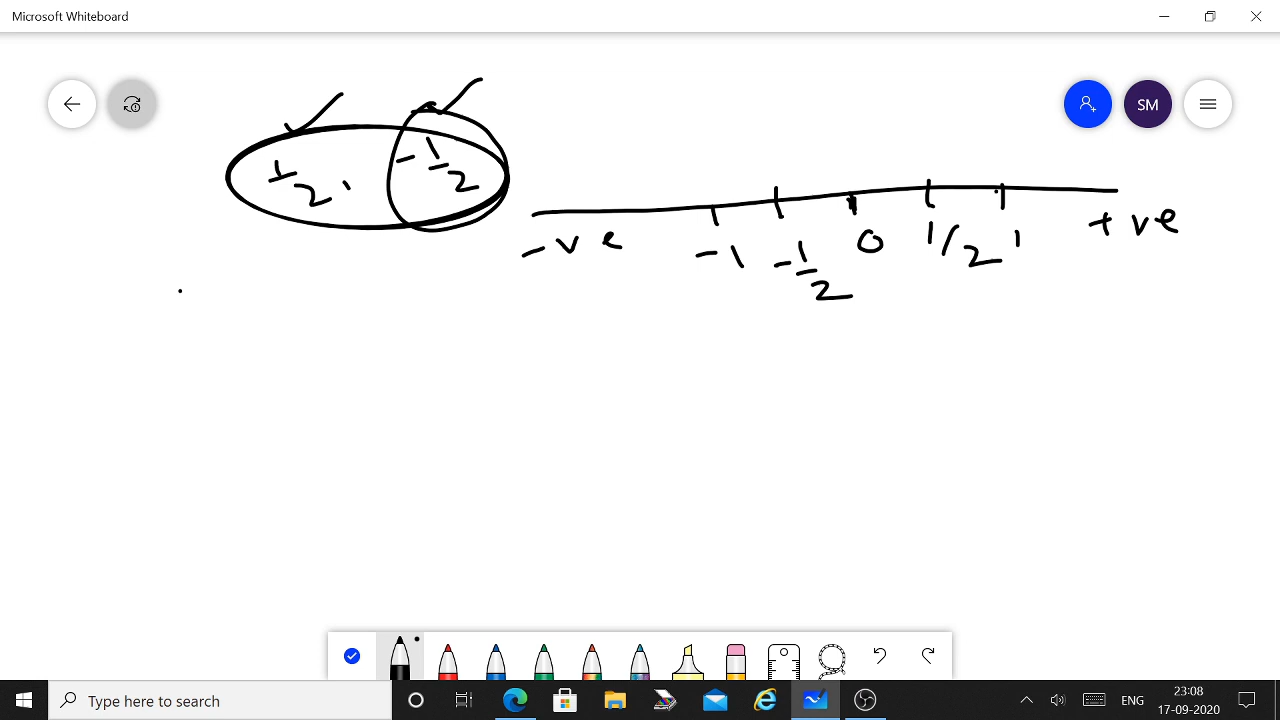 Microsoft Whiteboard
SM
1/2, -1/2
-ve -1 -1/2 0 1/2 1 +ve
Type here to search
ENG
23:08
17-09-2020